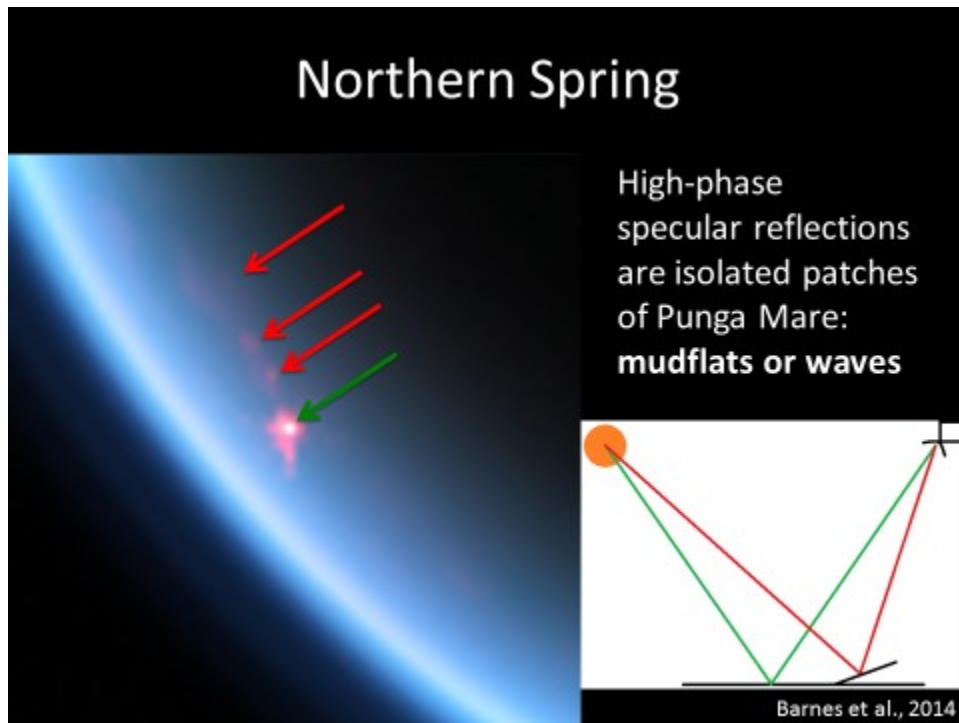 Northern Spring
High-phase
specular reflections
are isolated patches
of Punga Mare:
mudflats or waves
Barnes et al., 2014